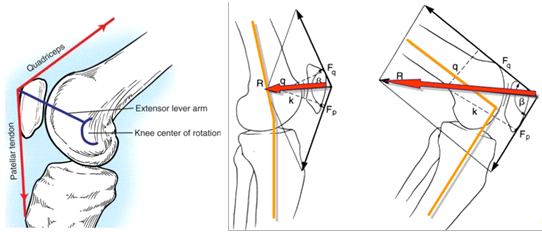 Quadriceps
Patellar tendon
Extensor lever arm
Knee center of rotation
R
q
k
β
Fq
Fp
R
q
k
β
Fq
Fp